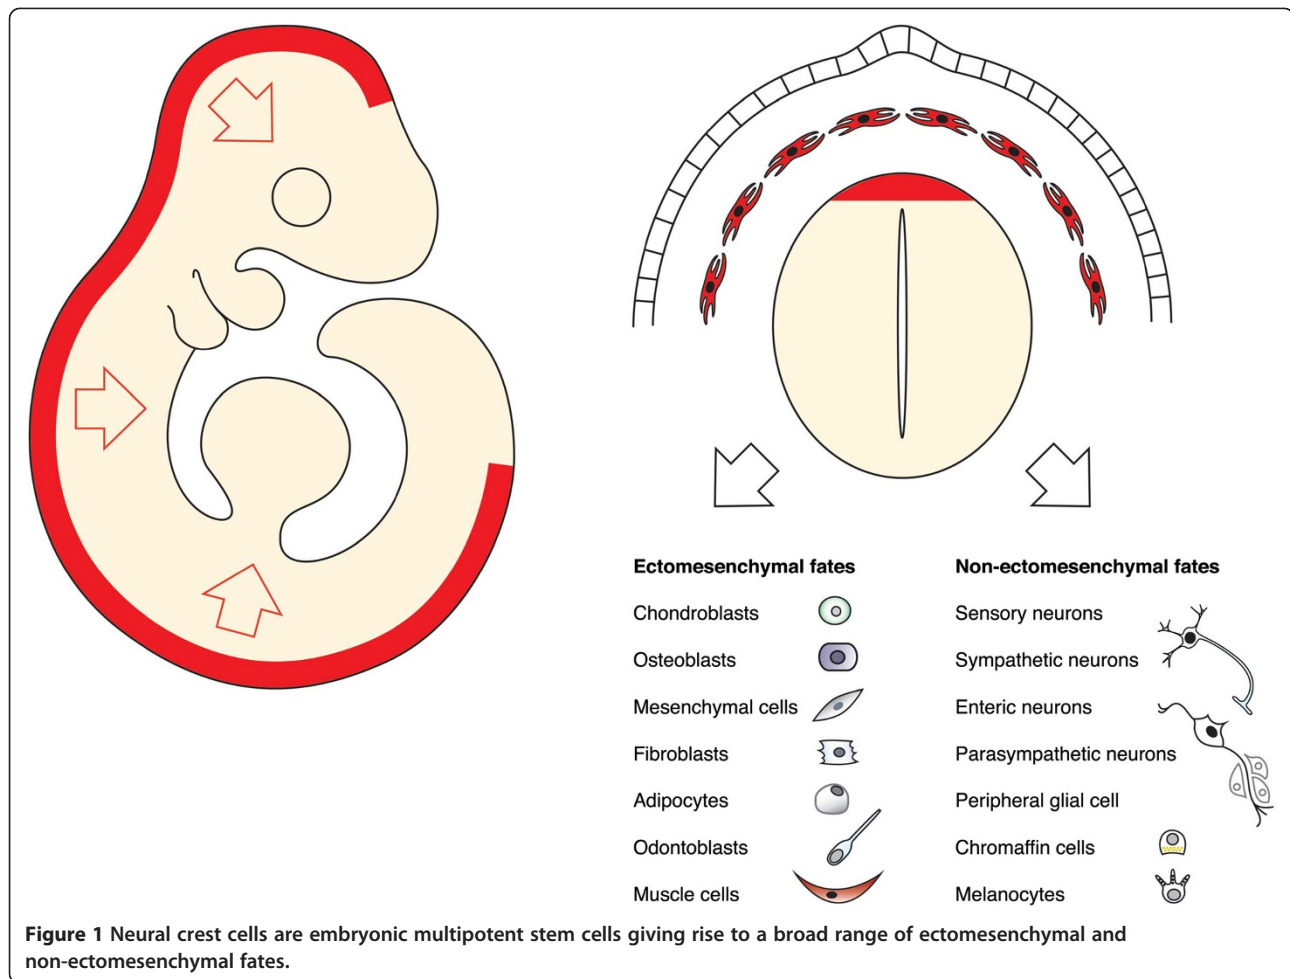 Ectomesenchymal fates
Chondroblasts
Osteoblasts
Mesenchymal cells
Fibroblasts
Adipocytes
Odontoblasts
Muscle cells
Non-ectomesenchymal fates
Sensory neurons
Sympathetic neurons
Enteric neurons
Parasympathetic neurons
Peripheral glial cell
Chromaffin cells
Melanocytes
Figure 1 Neural crest cells are embryonic multipotent stem cells giving rise to a broad range of ectomesenchymal and
non-ectomesenchymal fates.